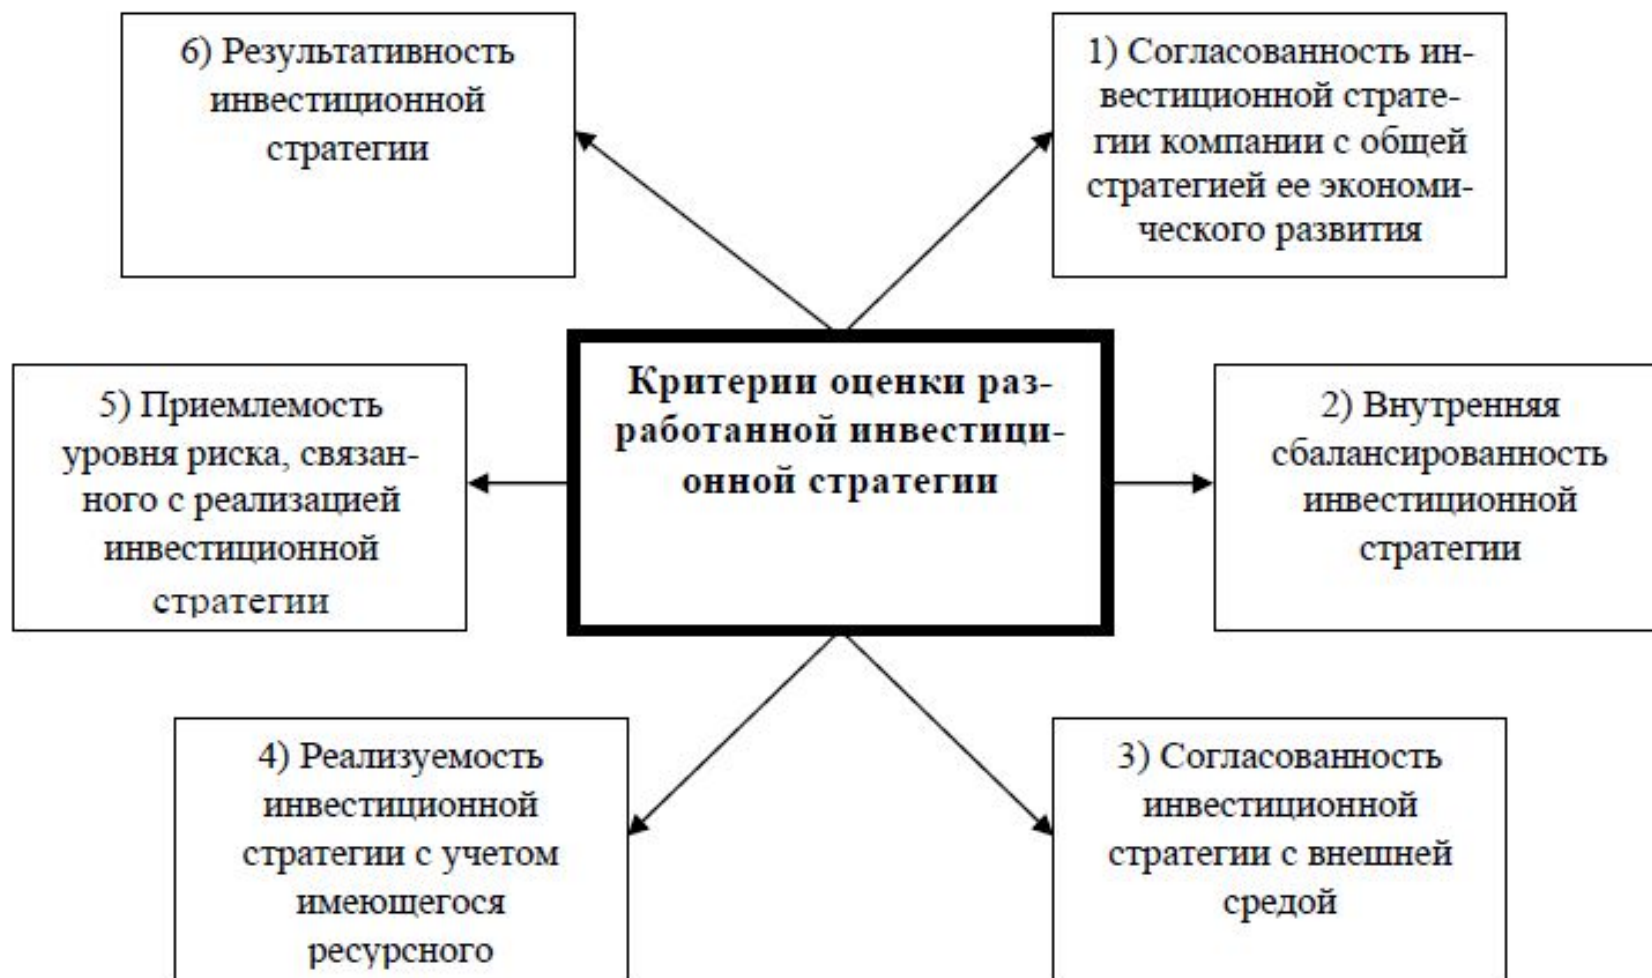 6) Результативность
инвестиционной
стратегии
1) Согласованность ин-
вестиционной страте-
гии компании с общей
стратегией ее экономи-
ческого развития
Критерии оценки раз-
работанной инвестици-
онной стратегии
5) Приемлемость
уровня риска, связан-
ного с реализацией
инвестиционной
стратегии
2) Внутренняя
сбалансированность
инвестиционной
стратегии
4) Реализуемость
инвестиционной
стратегии с учетом
имеющегося
ресурсного
3) Согласованность
инвестиционной
стратегии с внешней
средой